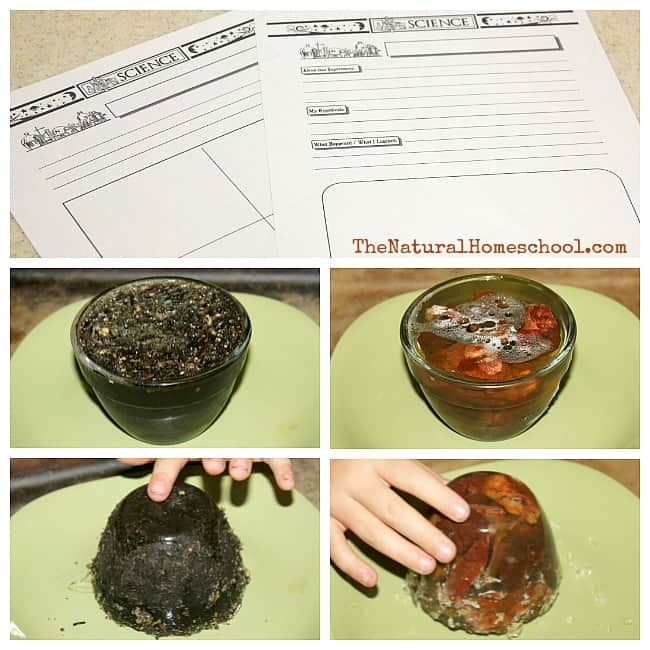 SCIENCE
SCIENCE
About this Experiment:
My Hypothesis:
What Happened / What I Learned:
TheNaturalHomeschool.com